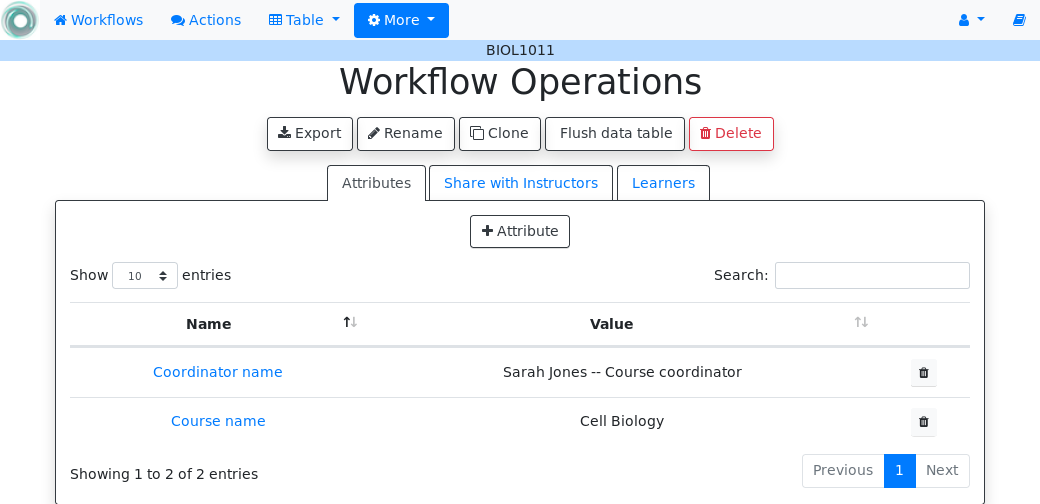 Workflows Actions Table More
BIOL1011
Workflow Operations
Export Rename Clone Flush data table Delete
Attributes Share with Instructors Learners
Attribute
Show 10 entries Search:
Name Value
Coordinator name Sarah Jones -- Course coordinator
Course name Cell Biology
Showing 1 to 2 of 2 entries Previous 1 Next